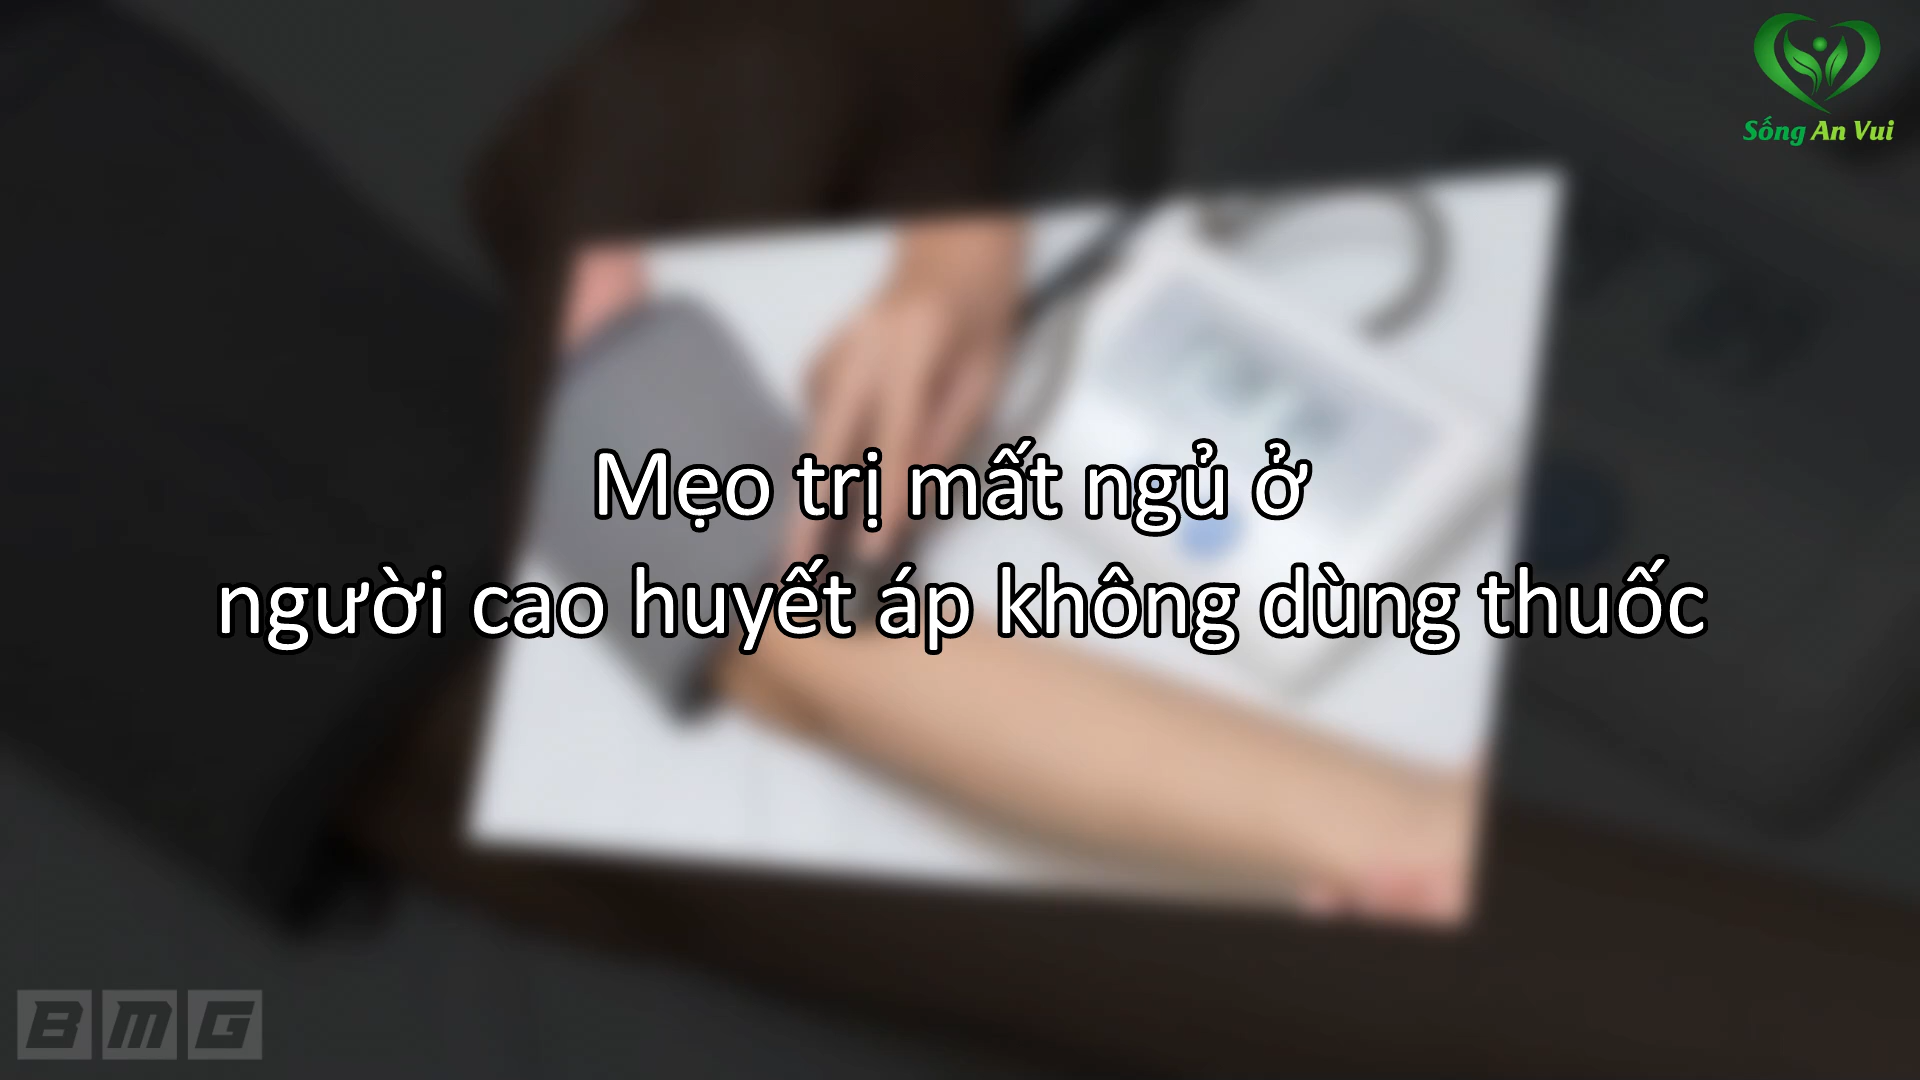 Sống An Vui
Mẹo trị mất ngủ ở
người cao huyết áp không dùng thuốc
BMG